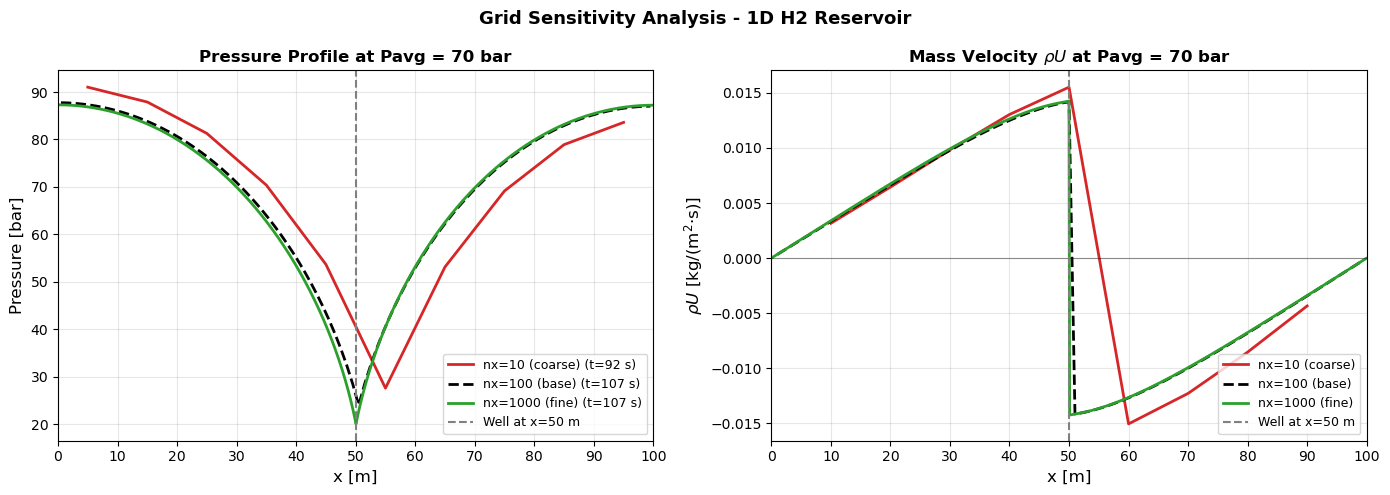 Grid Sensitivity Analysis - 1D H2 Reservoir
Pressure Profile at Pavg = 70 bar
Pressure [bar]
90
80
70
60
50
40
30
20
0 10 20 30 40 50 60 70 80 90 100
x [m]
nx=10 (coarse) (t=92 s)
nx=100 (base) (t=107 s)
nx=1000 (fine) (t=107 s)
Well at x=50 m
Mass Velocity ρU at Pavg = 70 bar
ρU [kg/(m²·s)]
0.015
0.010
0.005
0.000
−0.005
−0.010
−0.015
0 10 20 30 40 50 60 70 80 90 100
x [m]
nx=10 (coarse)
nx=100 (base)
nx=1000 (fine)
Well at x=50 m